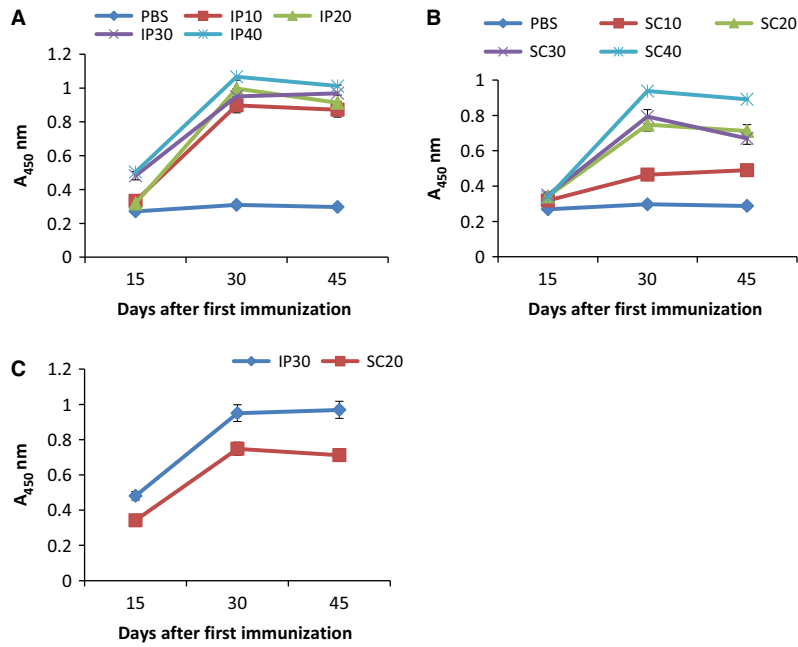 A
PBS IP10 IP20
IP30 IP40
1.2
1
0.8
0.6
0.4
0.2
0
A450 nm
15 30 45
Days after first immunization
B
PBS SC10 SC20
SC30 SC40
1
0.8
0.6
0.4
0.2
0
A450 nm
15 30 45
Days after first immunization
C
IP30 SC20
1.2
1
0.8
0.6
0.4
0.2
0
A450 nm
15 30 45
Days after first immunization